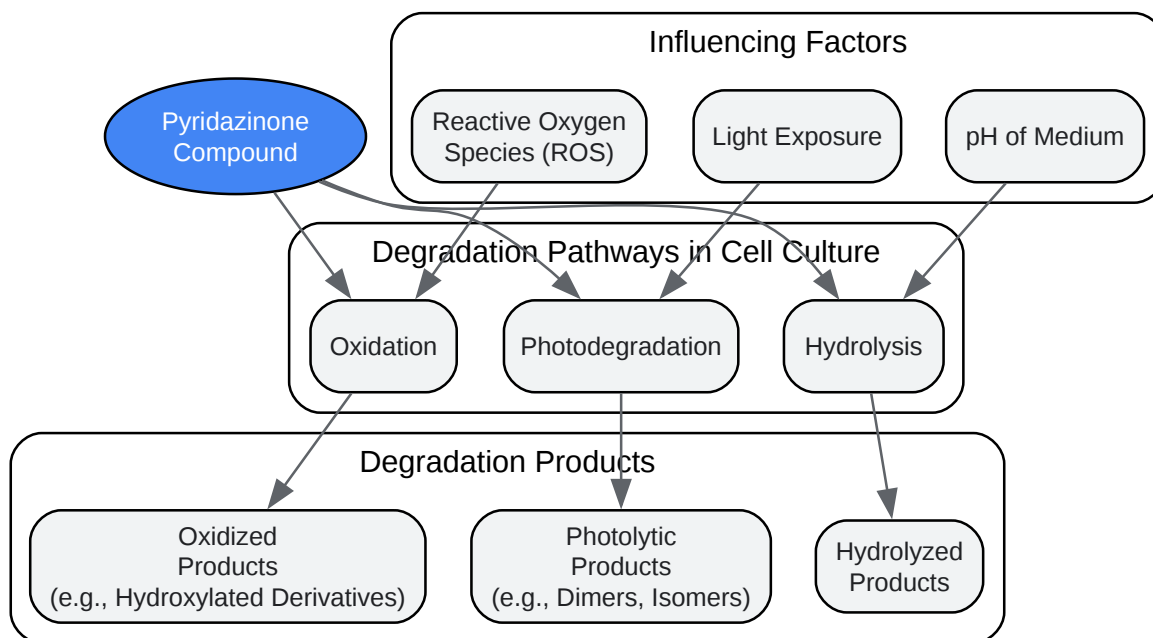 Influencing Factors
Pyridazinone
Compound
Reactive Oxygen
Species (ROS)
Light Exposure
pH of Medium
Degradation Pathways in Cell Culture
Oxidation
Photodegradation
Hydrolysis
Degradation Products
Oxidized
Products
(e.g., Hydroxylated Derivatives)
Photolytic
Products
(e.g., Dimers, Isomers)
Hydrolyzed
Products